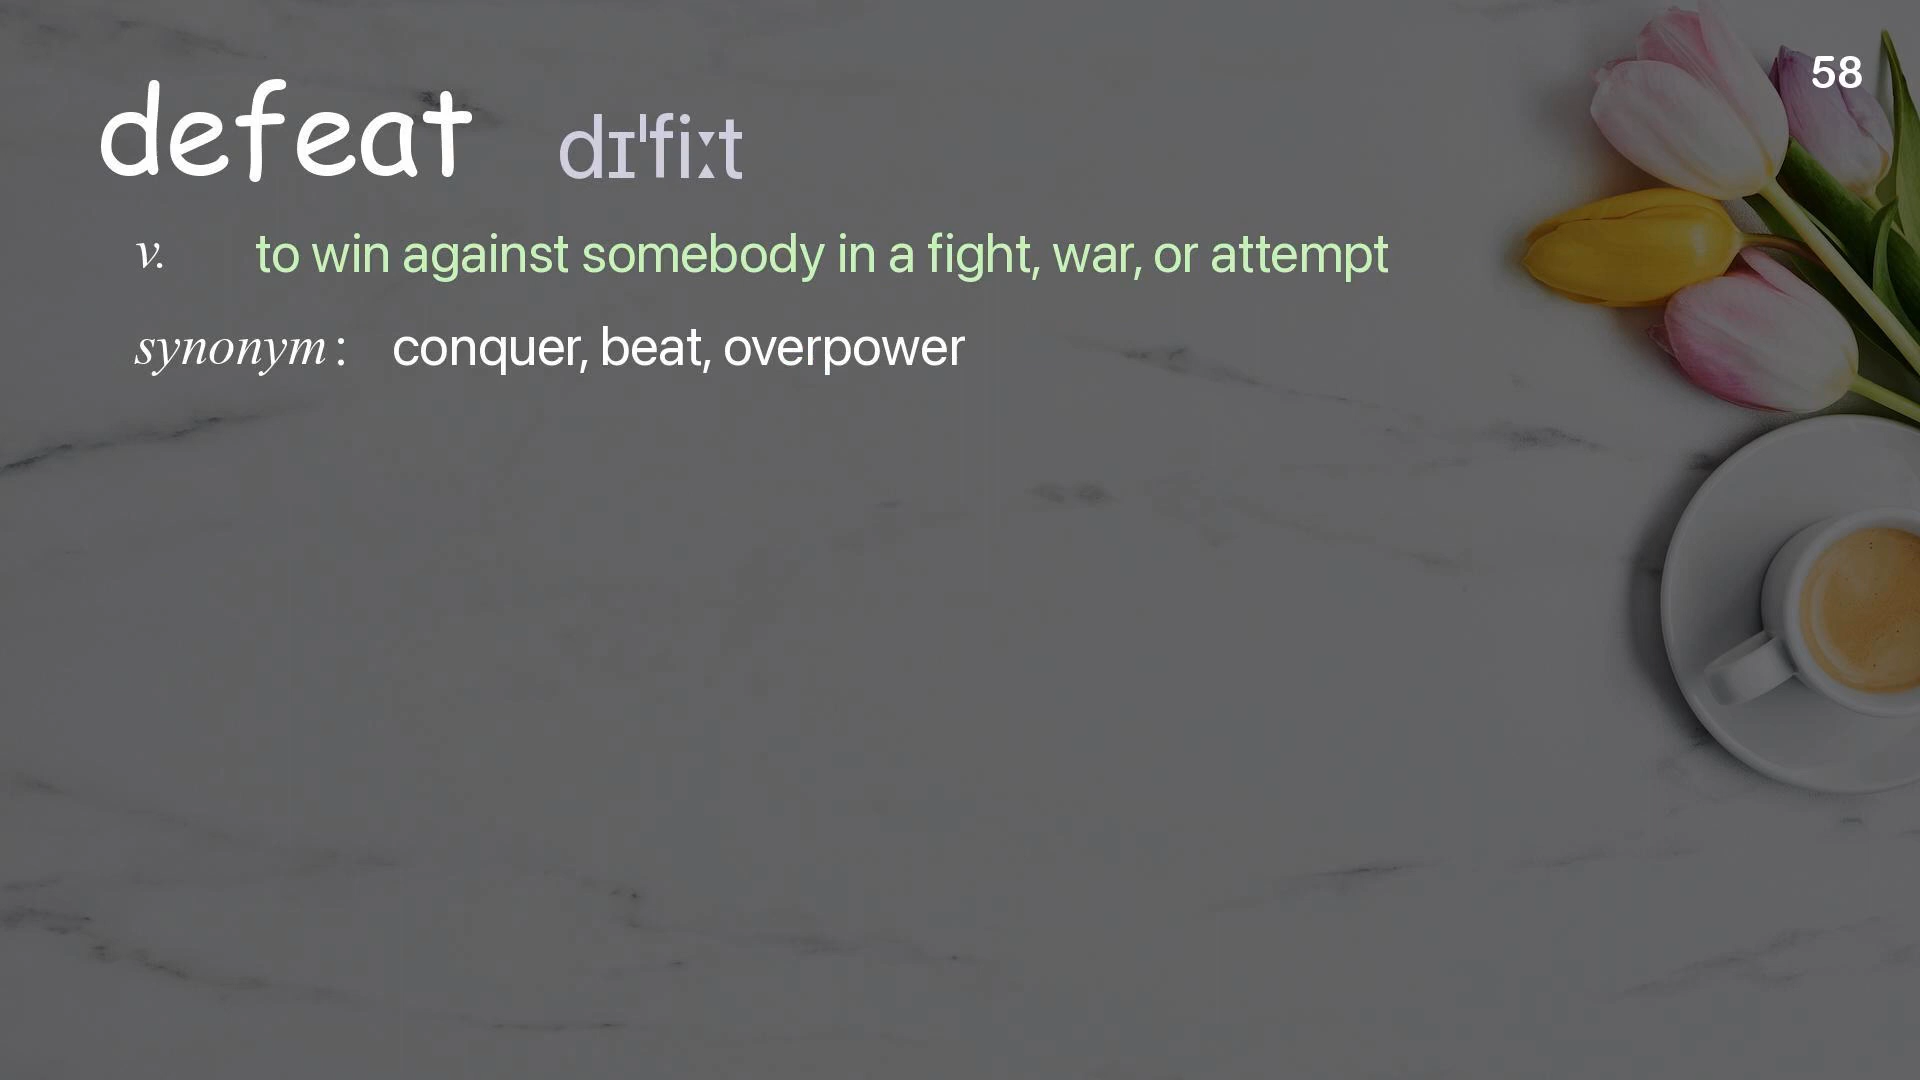 58
defeat dɪˈfiːt
v. to win against somebody in a fight, war, or attempt
synonym : conquer, beat, overpower